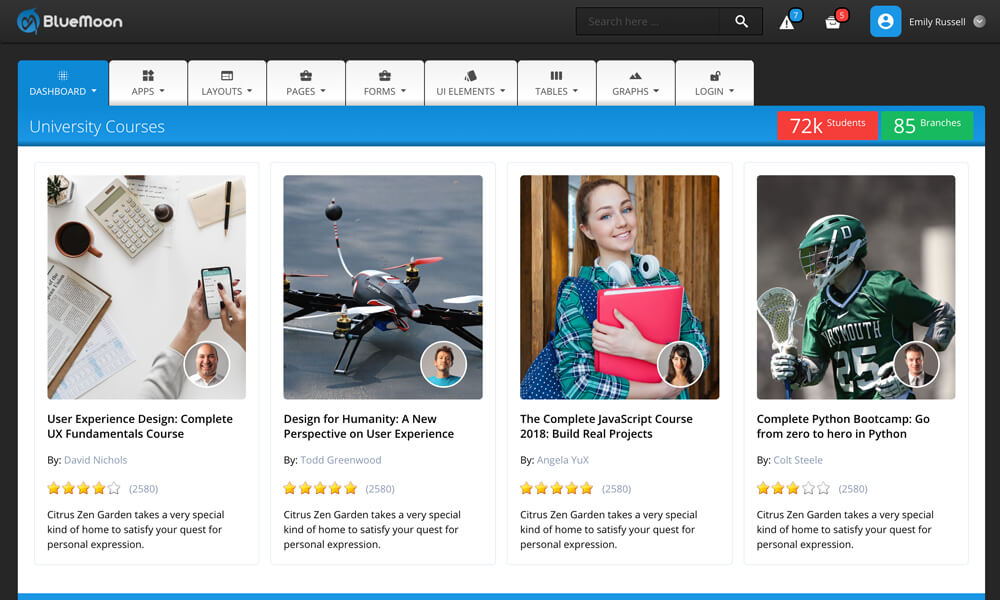 BlueMoon
Search here ...
7
5
Emily Russell
DASHBOARD
APPS
LAYOUTS
PAGES
FORMS
UI ELEMENTS
TABLES
GRAPHS
LOGIN
University Courses
72k Students
85 Branches
D
DARTMOUTH
25
User Experience Design: Complete
UX Fundamentals Course
By: David Nichols
(2580)
Citrus Zen Garden takes a very special
kind of home to satisfy your quest for
personal expression.
Design for Humanity: A New
Perspective on User Experience
By: Todd Greenwood
(2580)
Citrus Zen Garden takes a very special
kind of home to satisfy your quest for
personal expression.
The Complete JavaScript Course
2018: Build Real Projects
By: Angela YuX
(2580)
Citrus Zen Garden takes a very special
kind of home to satisfy your quest for
personal expression.
Complete Python Bootcamp: Go
from zero to hero in Python
By: Colt Steele
(2580)
Citrus Zen Garden takes a very special
kind of home to satisfy your quest for
personal expression.